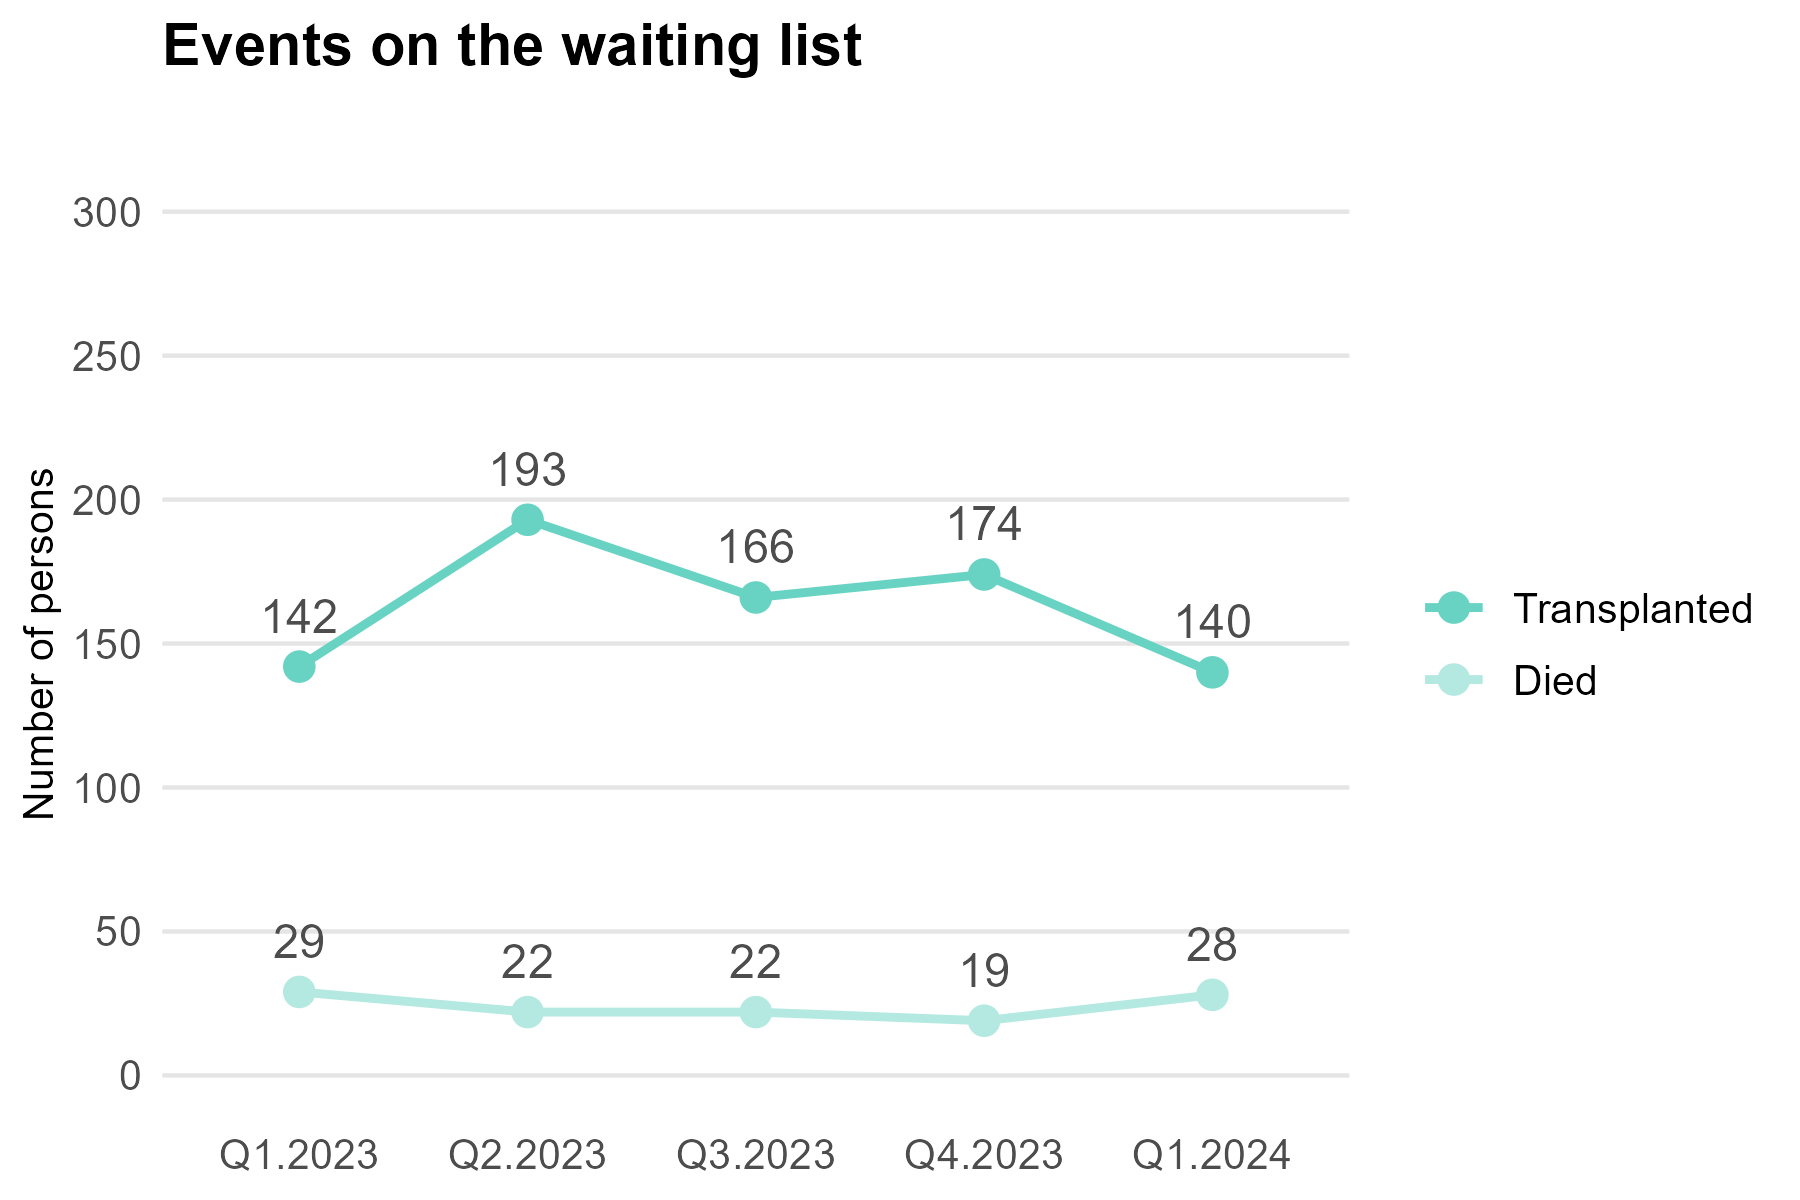 Events on the waiting list
Number of persons
300
250
200
150
100
50
0
193
174
166
142
140
29
22
22
19
28
Q1.2023
Q2.2023
Q3.2023
Q4.2023
Q1.2024
Transplanted
Died